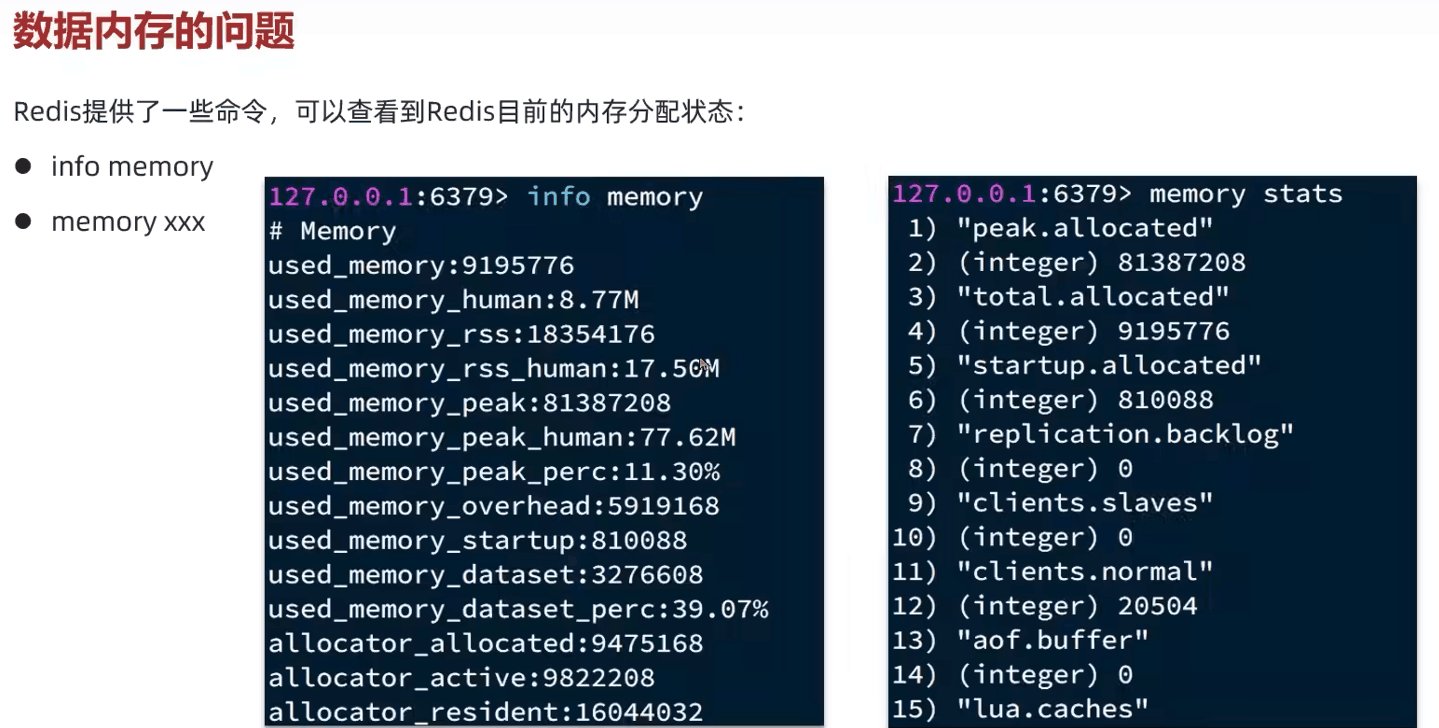 数据内存的问题
Redis提供了一些命令，可以查看到Redis目前的内存分配状态：
● info memory
● memory xxx
127.0.0.1:6379> info memory
# Memory
used_memory:9195776
used_memory_human:8.77M
used_memory_rss:18354176
used_memory_rss_human:17.50M
used_memory_peak:81387208
used_memory_peak_human:77.62M
used_memory_peak_perc:11.30%
used_memory_overhead:5919168
used_memory_startup:810088
used_memory_dataset:3276608
used_memory_dataset_perc:39.07%
allocator_allocated:9475168
allocator_active:9822208
allocator_resident:16044032
127.0.0.1:6379> memory stats
1) "peak.allocated"
2) (integer) 81387208
3) "total.allocated"
4) (integer) 9195776
5) "startup.allocated"
6) (integer) 810088
7) "replication.backlog"
8) (integer) 0
9) "clients.slaves"
10) (integer) 0
11) "clients.normal"
12) (integer) 20504
13) "aof.buffer"
14) (integer) 0
15) "lua.caches"